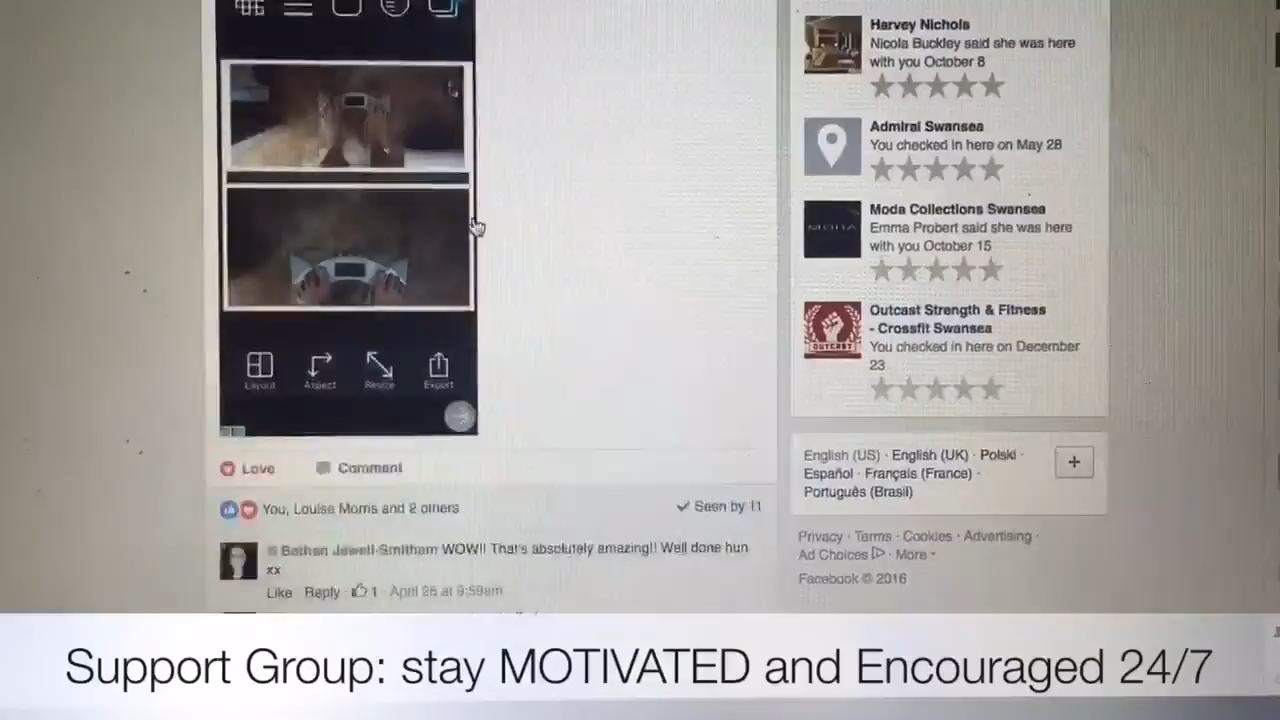 Layout Aspect Resize Export
Love Comment
You, Louise Morris and 2 others
Seen by 11
Bethan Jewell-Smitham WOW!! That's absolutely amazing!! Well done hun
xx
Like · Reply · 1 · April 26 at 9:59am
Harvey Nichols
Nicola Buckley said she was here
with you October 8
Admiral Swansea
You checked in here on May 28
Moda Collections Swansea
Emma Probert said she was here
with you October 15
MODA
Outcast Strength & Fitness
- Crossfit Swansea
You checked in here on December
23
OUTCAST
English (US) · English (UK) · Polski ·
Español · Français (France) ·
Português (Brasil)
Privacy · Terms · Cookies · Advertising ·
Ad Choices · More
Facebook © 2016
Support Group: stay MOTIVATED and Encouraged 24/7